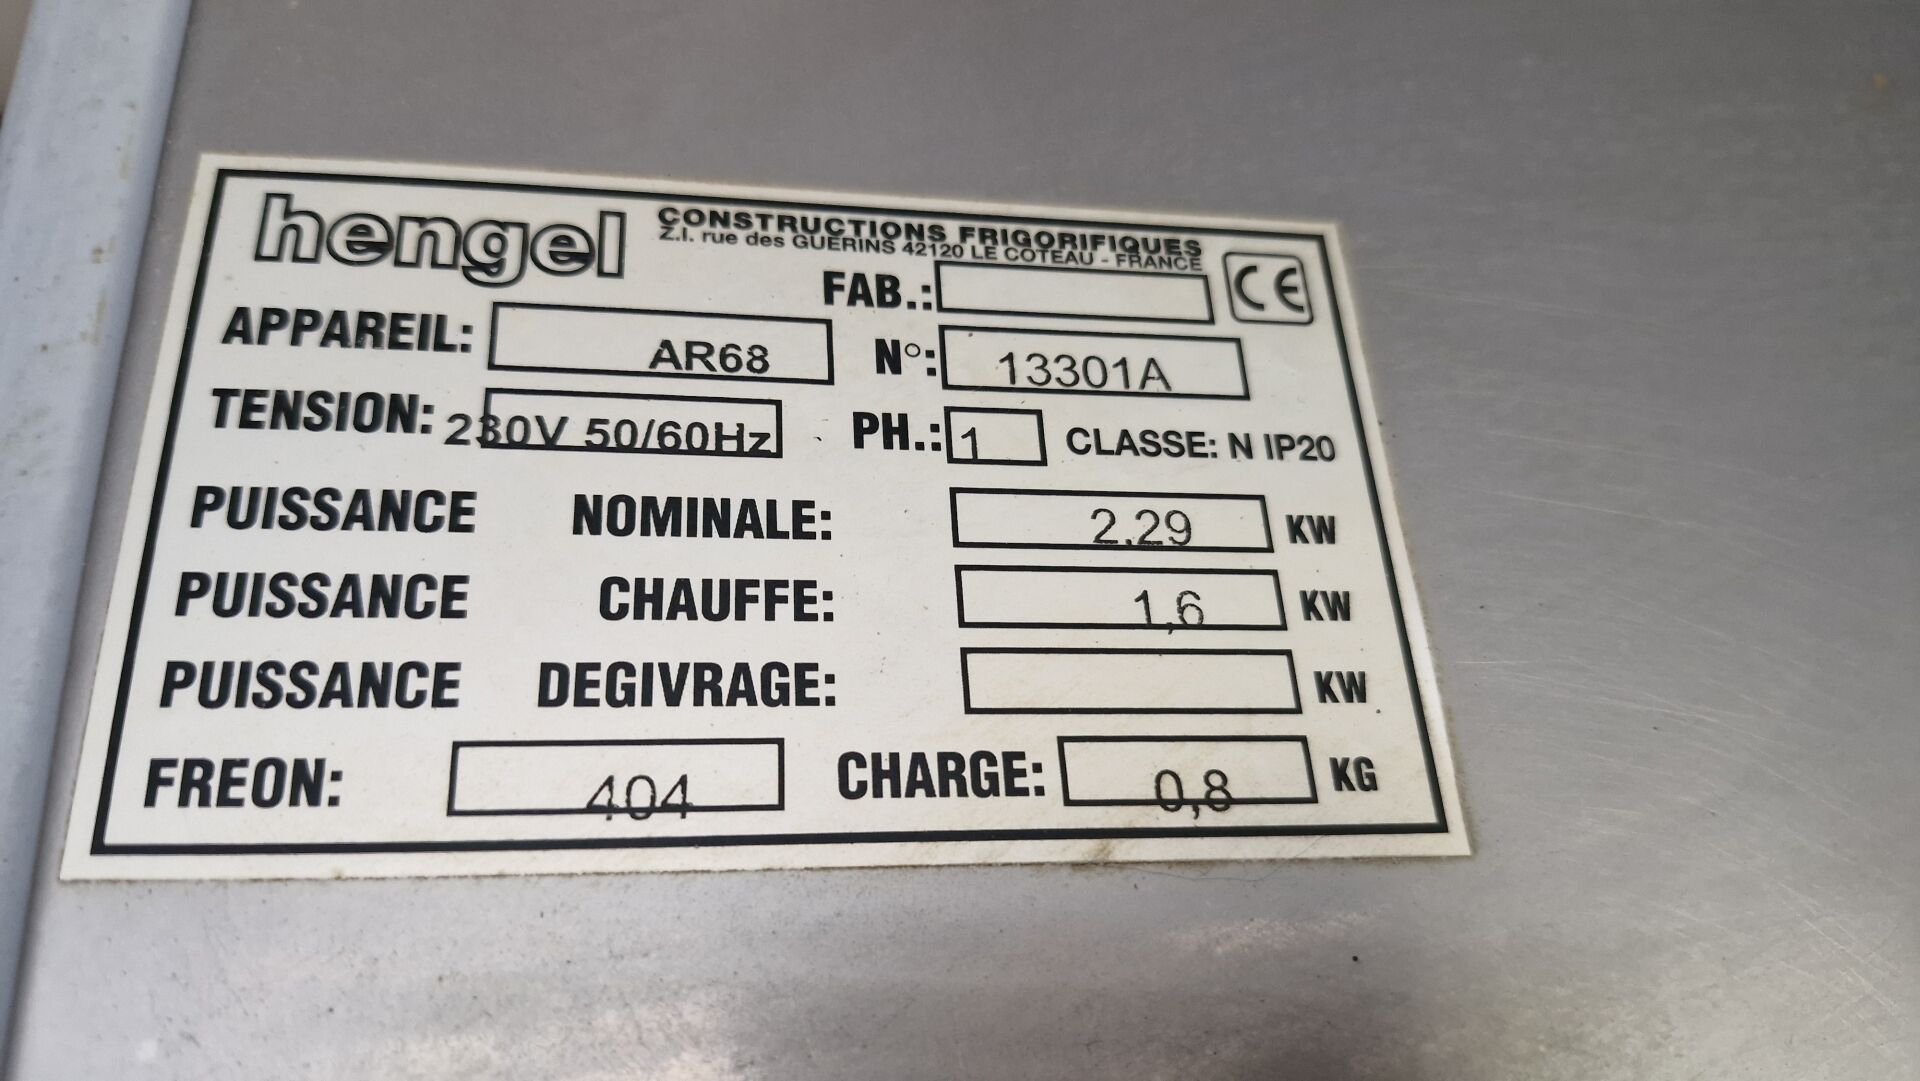 hengel CONSTRUCTIONS FRIGORIFIQUES
Z.I. rue des GUERINS 42120 LE COTEAU - FRANCE
FAB.: CE
APPAREIL: AR68 N°: 13301A
TENSION: 230V 50/60Hz PH.: 1 CLASSE: N IP20
PUISSANCE NOMINALE: 2.29 KW
PUISSANCE CHAUFFE: 1,6 KW
PUISSANCE DEGIVRAGE: KW
FREON: 404 CHARGE: 0,8 KG